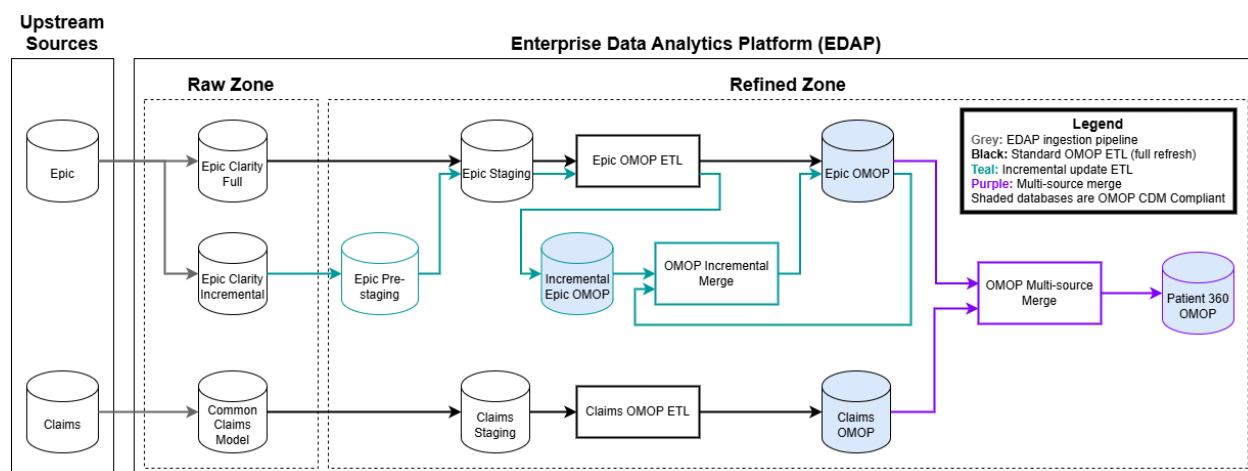 Upstream
Sources
Enterprise Data Analytics Platform (EDAP)
Raw Zone
Refined Zone
Legend
Grey: EDAP ingestion pipeline
Black: Standard OMOP ETL (full refresh)
Teal: Incremental update ETL
Purple: Multi-source merge
Shaded databases are OMOP CDM Compliant
Epic
Epic Clarity
Full
Epic Staging
Epic OMOP ETL
Epic OMOP
Epic Clarity
Incremental
Epic Pre-
staging
Incremental
Epic OMOP
OMOP Incremental
Merge
OMOP Multi-source
Merge
Patient 360
OMOP
Claims
Common
Claims
Model
Claims
Staging
Claims OMOP ETL
Claims
OMOP